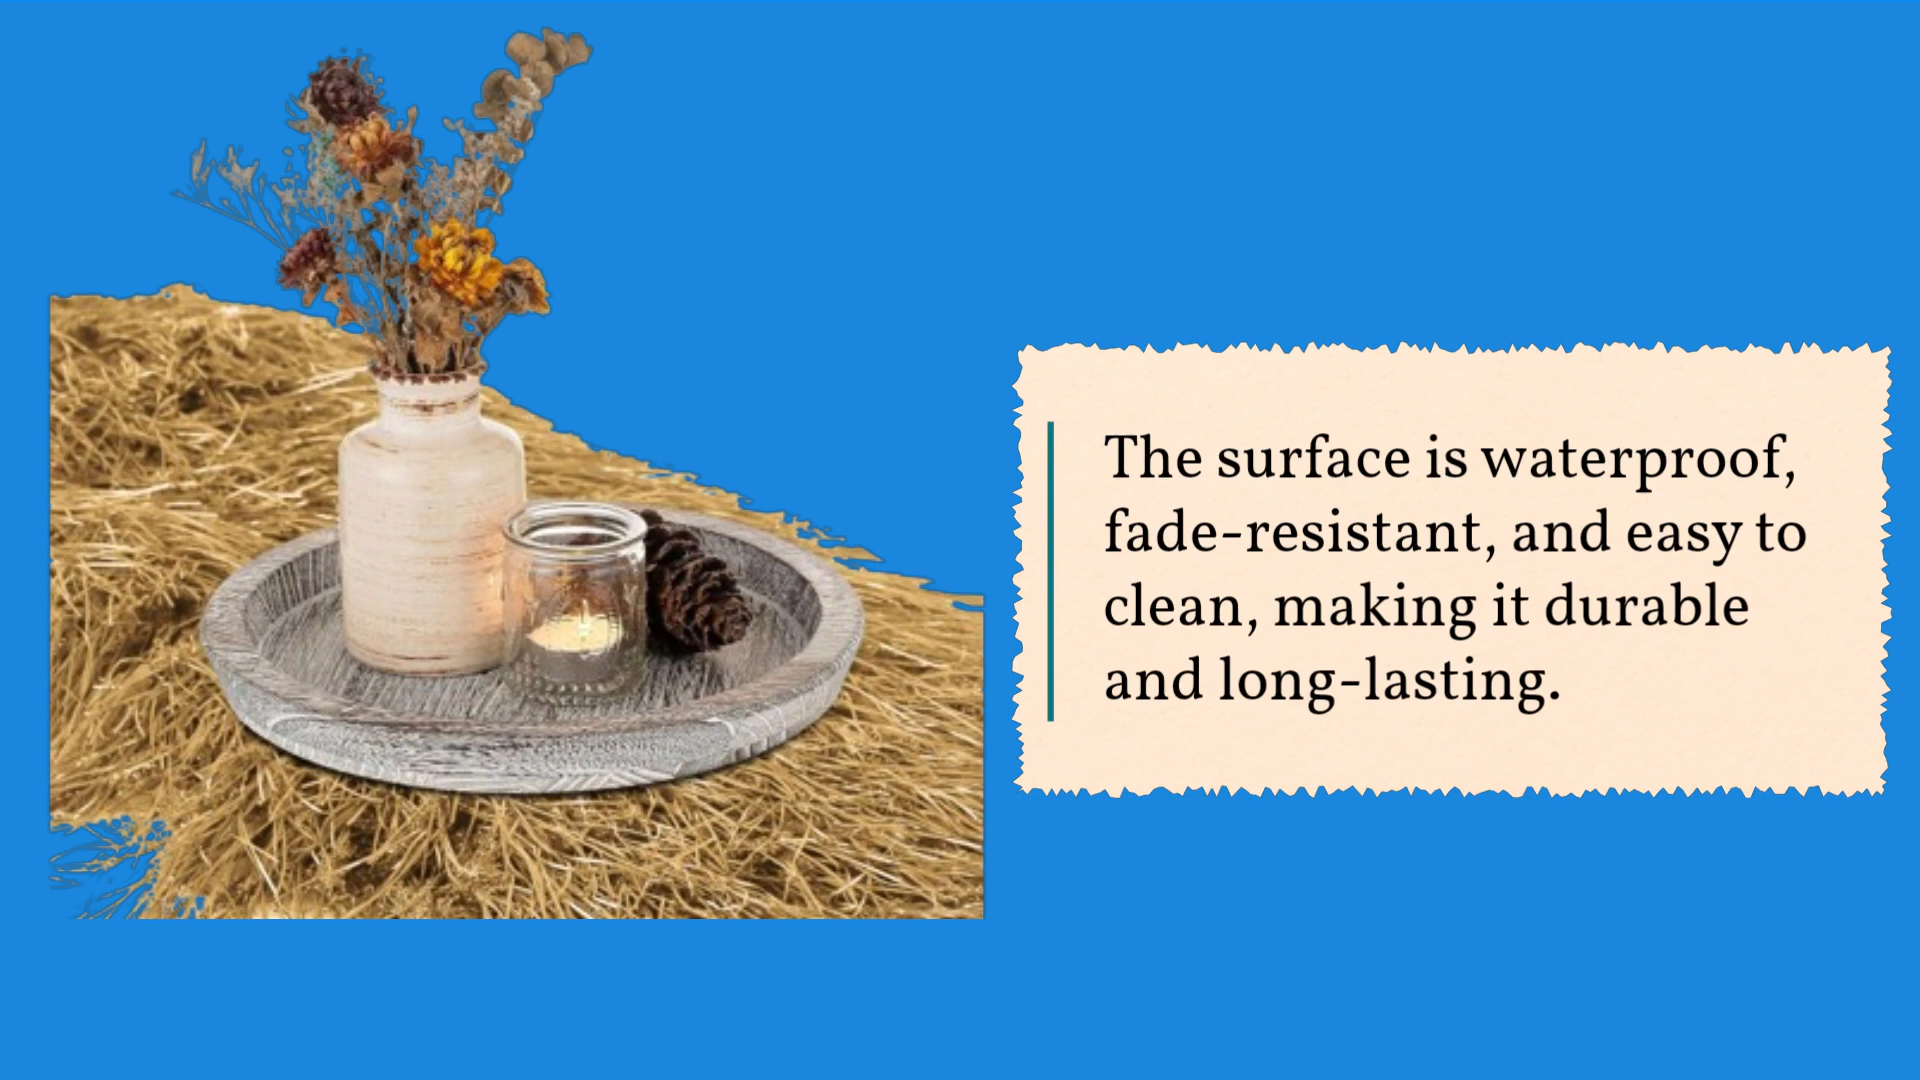 The surface is waterproof,
fade-resistant, and easy to
clean, making it durable
and long-lasting.